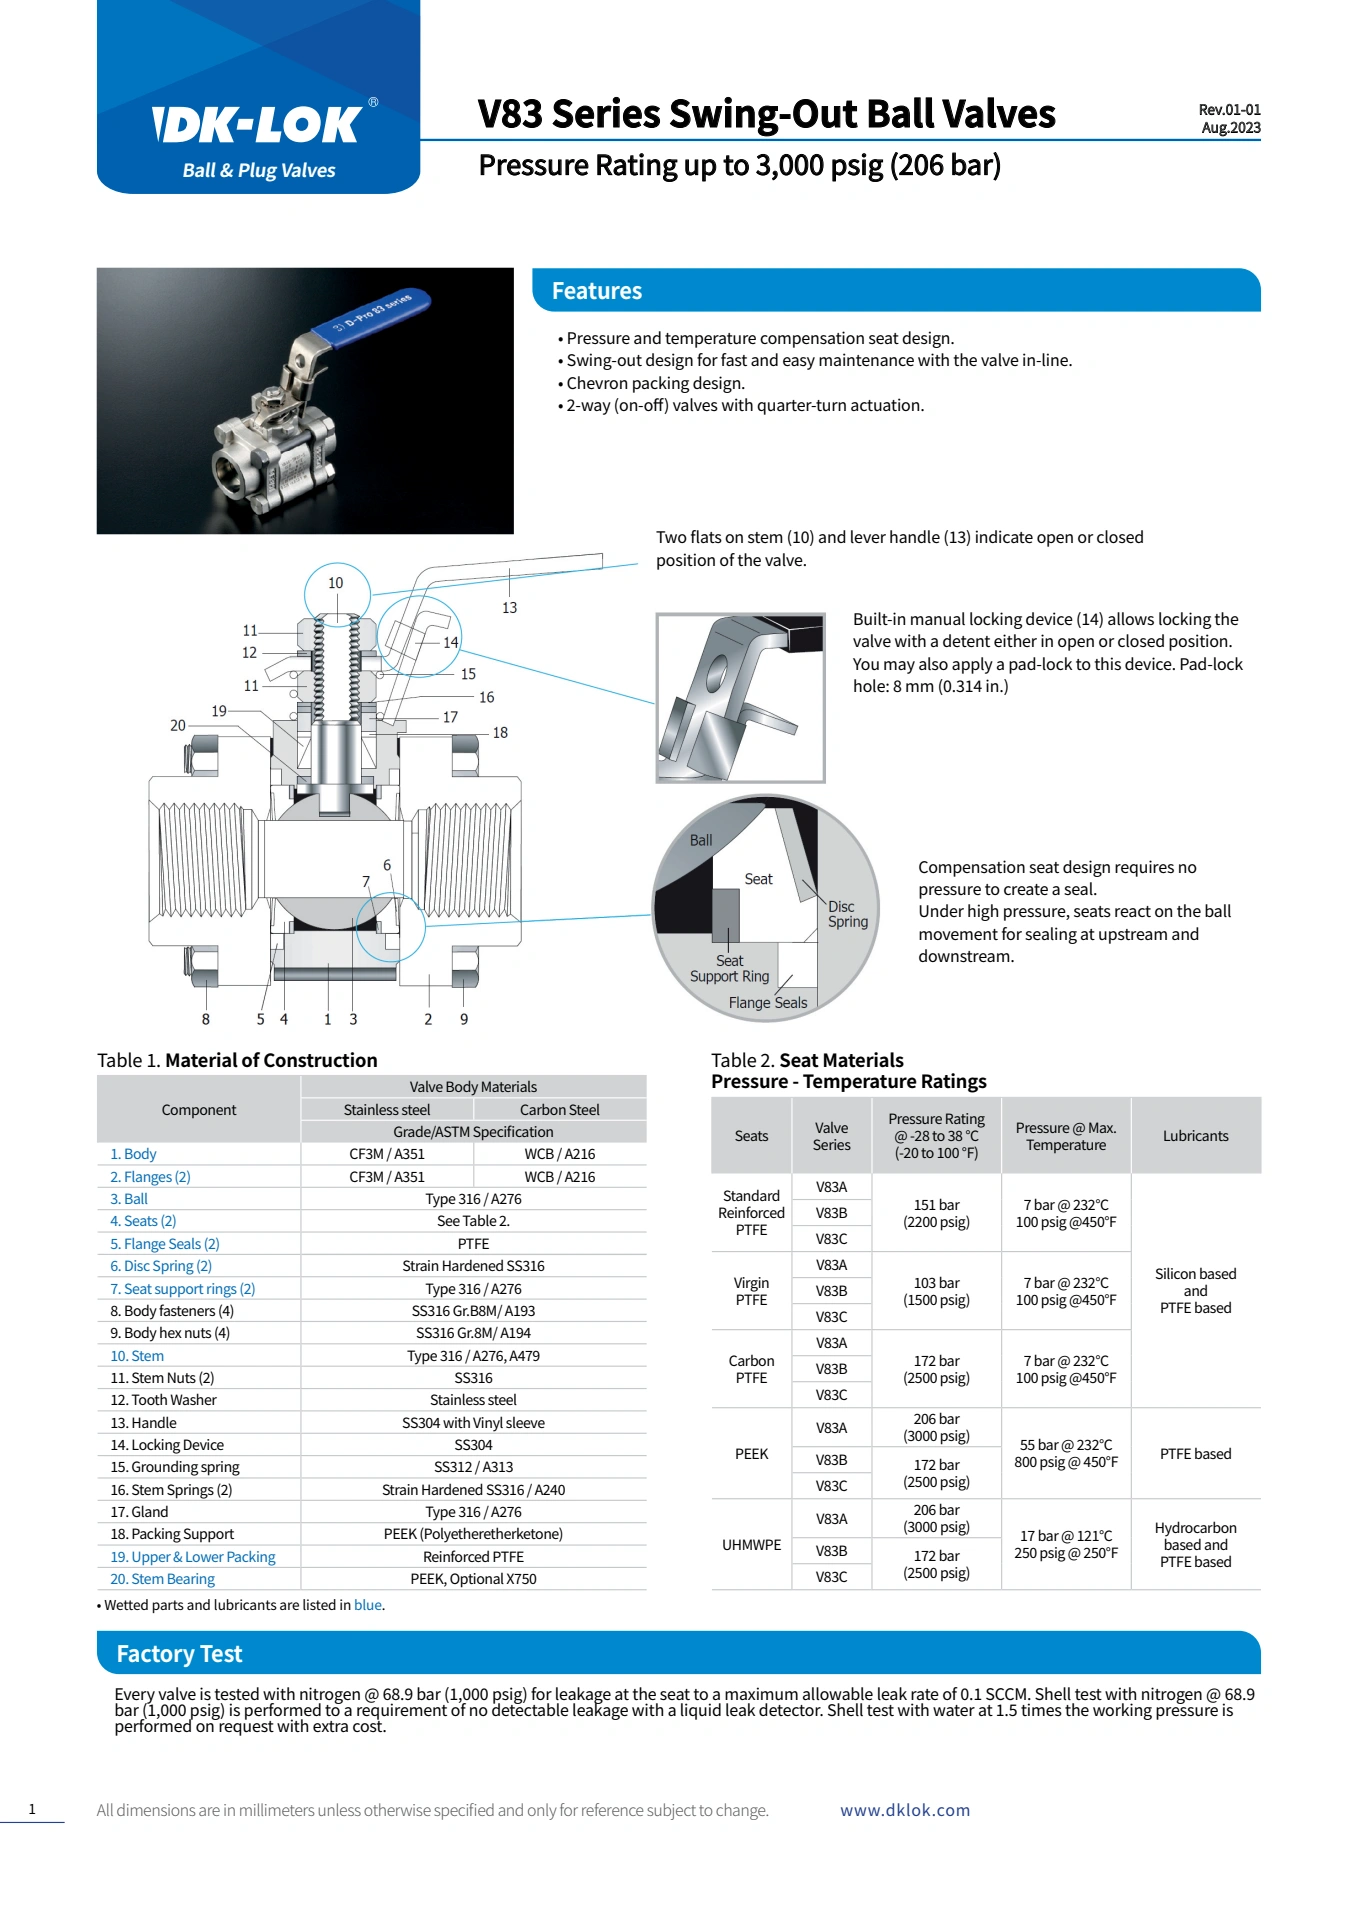 DK-LOK®
Ball & Plug Valves
V83 Series Swing-Out Ball Valves
Rev.01-01
Aug.2023
Pressure Rating up to 3,000 psig (206 bar)
D-Pro 83 series
Features
• Pressure and temperature compensation seat design.
• Swing-out design for fast and easy maintenance with the valve in-line.
• Chevron packing design.
• 2-way (on-off) valves with quarter-turn actuation.
Two flats on stem (10) and lever handle (13) indicate open or closed
position of the valve.
10
13
11
12
11
14
15
16
19
17
20
18
6
7
8
5
4
1
3
2
9
Built-in manual locking device (14) allows locking the
valve with a detent either in open or closed position.
You may also apply a pad-lock to this device. Pad-lock
hole: 8 mm (0.314 in.)
Ball
Seat
Disc
Spring
Seat
Support Ring
Flange Seals
Compensation seat design requires no
pressure to create a seal.
Under high pressure, seats react on the ball
movement for sealing at upstream and
downstream.
Table 1. Material of Construction
Component
Valve Body Materials
Stainless steel Carbon Steel
Grade/ASTM Specification
1. Body CF3M / A351 WCB / A216
2. Flanges (2) CF3M / A351 WCB / A216
3. Ball Type 316 / A276
4. Seats (2) See Table 2.
5. Flange Seals (2) PTFE
6. Disc Spring (2) Strain Hardened SS316
7. Seat support rings (2) Type 316 / A276
8. Body fasteners (4) SS316 Gr.B8M/ A193
9. Body hex nuts (4) SS316 Gr.8M/ A194
10. Stem Type 316 / A276, A479
11. Stem Nuts (2) SS316
12. Tooth Washer Stainless steel
13. Handle SS304 with Vinyl sleeve
14. Locking Device SS304
15. Grounding spring SS312 / A313
16. Stem Springs (2) Strain Hardened SS316 / A240
17. Gland Type 316 / A276
18. Packing Support PEEK (Polyetheretherketone)
19. Upper & Lower Packing Reinforced PTFE
20. Stem Bearing PEEK, Optional X750
• Wetted parts and lubricants are listed in blue.
Table 2. Seat Materials
Pressure - Temperature Ratings
Seats
Valve
Series
Pressure Rating
@ -28 to 38 °C
(-20 to 100 °F)
Pressure @ Max.
Temperature
Lubricants
Standard
Reinforced
PTFE
V83A
V83B
V83C
151 bar
(2200 psig)
7 bar @ 232°C
100 psig @450°F
Virgin
PTFE
V83A
V83B
V83C
103 bar
(1500 psig)
7 bar @ 232°C
100 psig @450°F
Silicon based
and
PTFE based
Carbon
PTFE
V83A
V83B
V83C
172 bar
(2500 psig)
7 bar @ 232°C
100 psig @450°F
PEEK
V83A
206 bar
(3000 psig)
V83B
V83C
172 bar
(2500 psig)
55 bar @ 232°C
800 psig @ 450°F
PTFE based
UHMWPE
V83A
206 bar
(3000 psig)
V83B
V83C
172 bar
(2500 psig)
17 bar @ 121°C
250 psig @ 250°F
Hydrocarbon
based and
PTFE based
Factory Test
Every valve is tested with nitrogen @ 68.9 bar (1,000 psig) for leakage at the seat to a maximum allowable leak rate of 0.1 SCCM. Shell test with nitrogen @ 68.9
bar (1,000 psig) is performed to a requirement of no detectable leakage with a liquid leak detector. Shell test with water at 1.5 times the working pressure is
performed on request with extra cost.
1
All dimensions are in millimeters unless otherwise specified and only for reference subject to change.
www.dklok.com